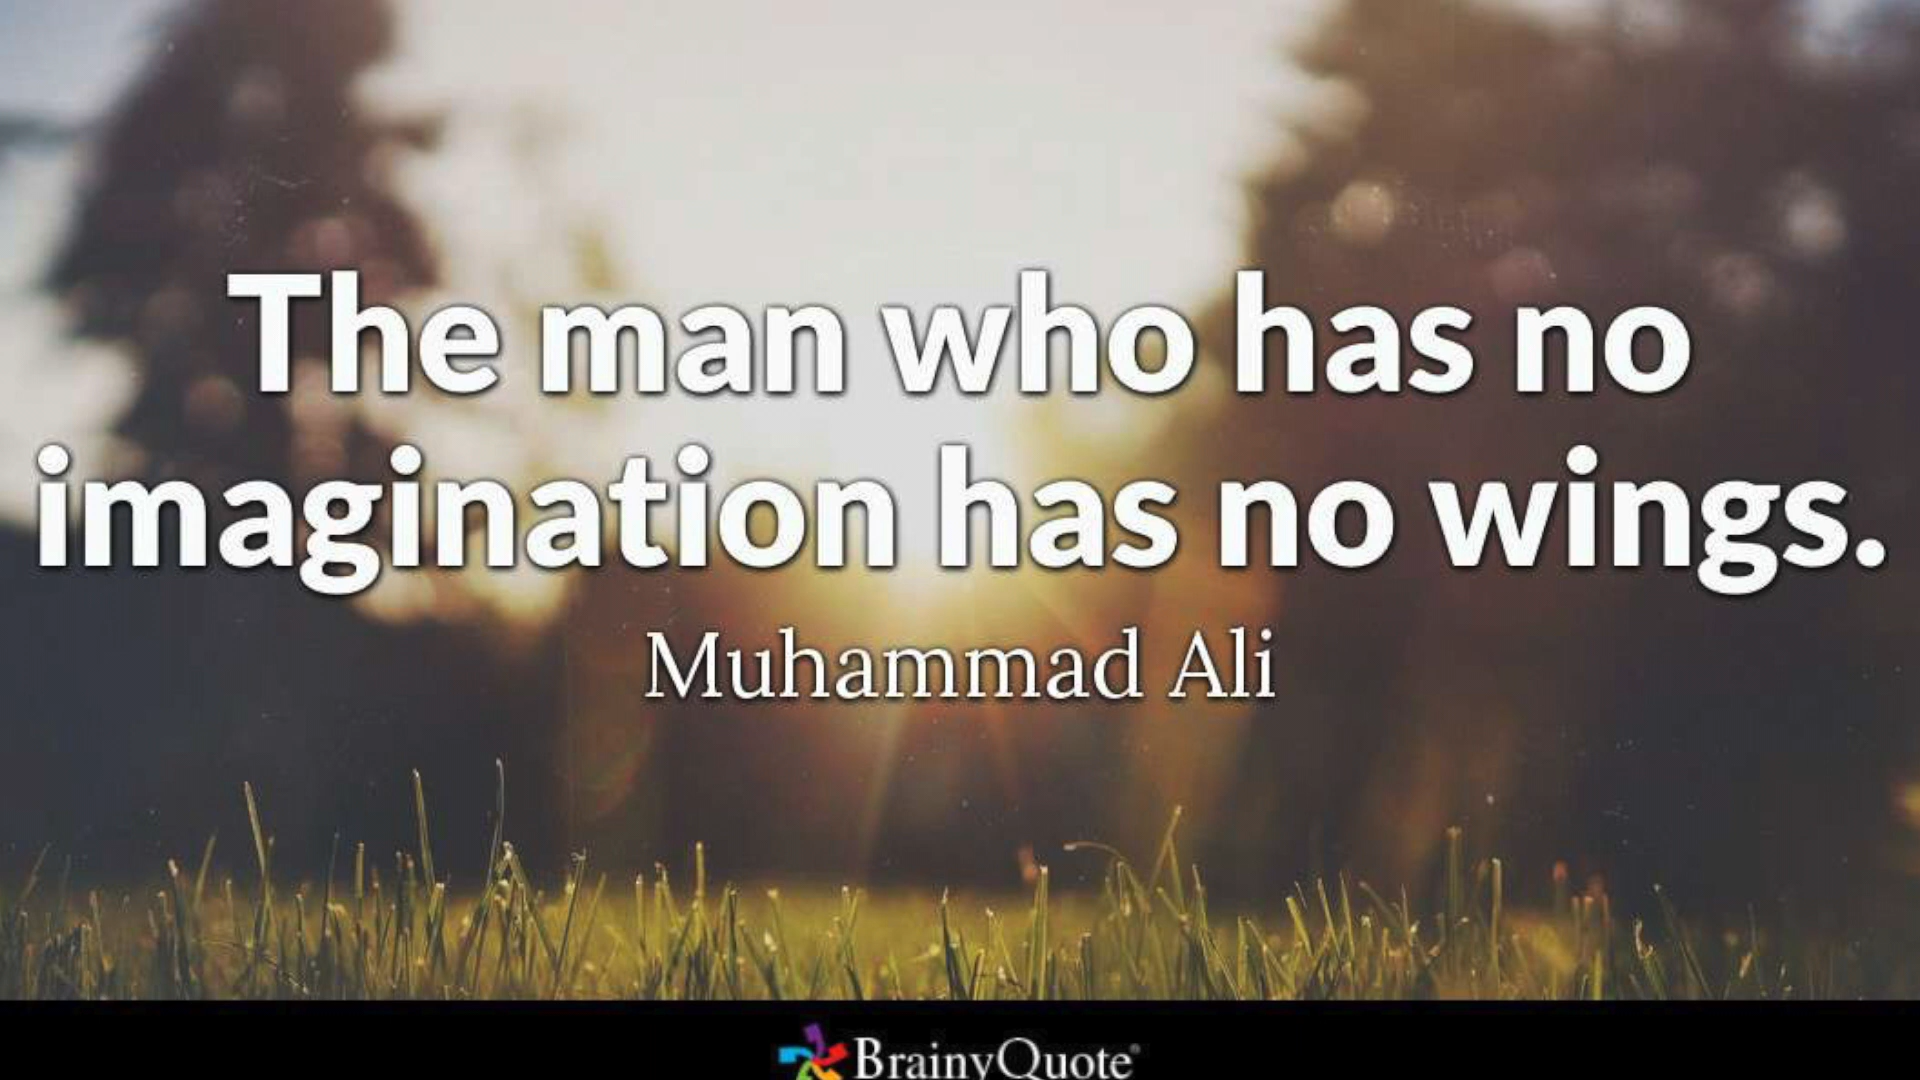 The man who has no
imagination has no wings.
Muhammad Ali
BrainyQuote®